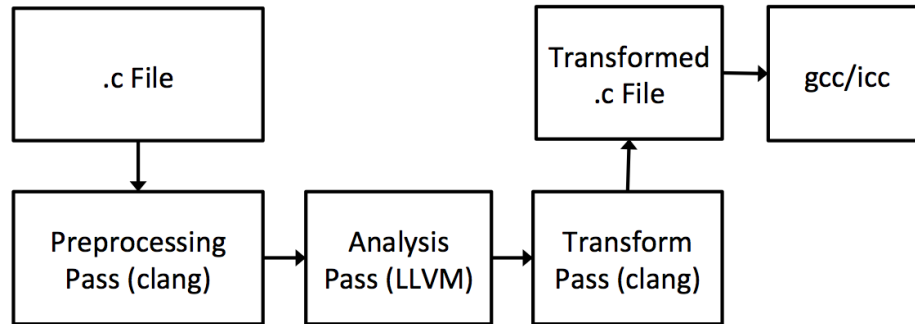 .c File
Preprocessing
Pass (clang)
Analysis
Pass (LLVM)
Transform
Pass (clang)
Transformed
.c File
gcc/icc